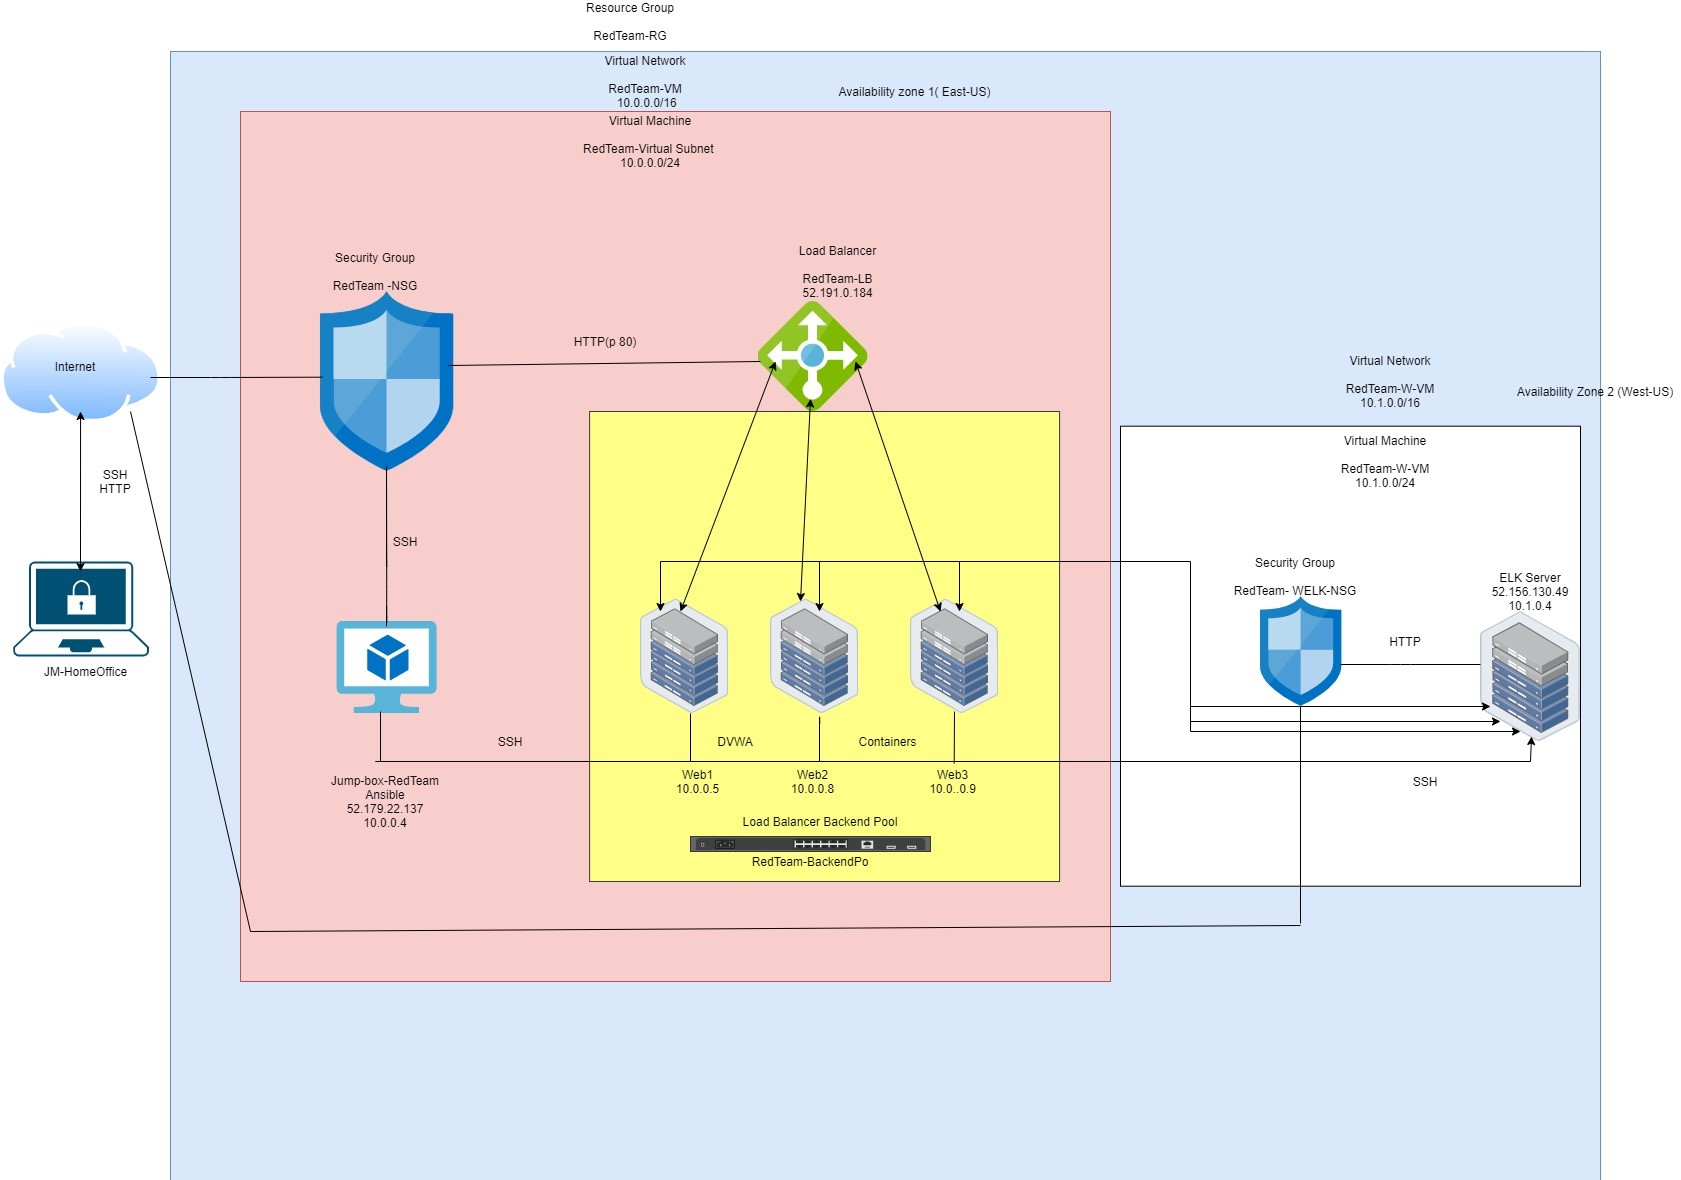 Resource Group
RedTeam-RG
Virtual Network
RedTeam-VM
10.0.0.0/16
Availability zone 1( East-US)
Virtual Machine
RedTeam-Virtual Subnet
10.0.0.0/24
Security Group
RedTeam -NSG
Load Balancer
RedTeam-LB
52.191.0.184
HTTP(p 80)
Internet
Virtual Network
RedTeam-W-VM
10.1.0.0/16
Availability Zone 2 (West-US)
Virtual Machine
RedTeam-W-VM
10.1.0.0/24
SSH
HTTP
SSH
Security Group
RedTeam- WELK-NSG
ELK Server
52.156.130.49
10.1.0.4
HTTP
JM-HomeOffice
SSH
DVWA
Containers
Jump-box-RedTeam
Ansible
52.179.22.137
10.0.0.4
Web1
10.0.0.5
Web2
10.0.0.8
Web3
10.0..0.9
SSH
Load Balancer Backend Pool
RedTeam-BackendPo